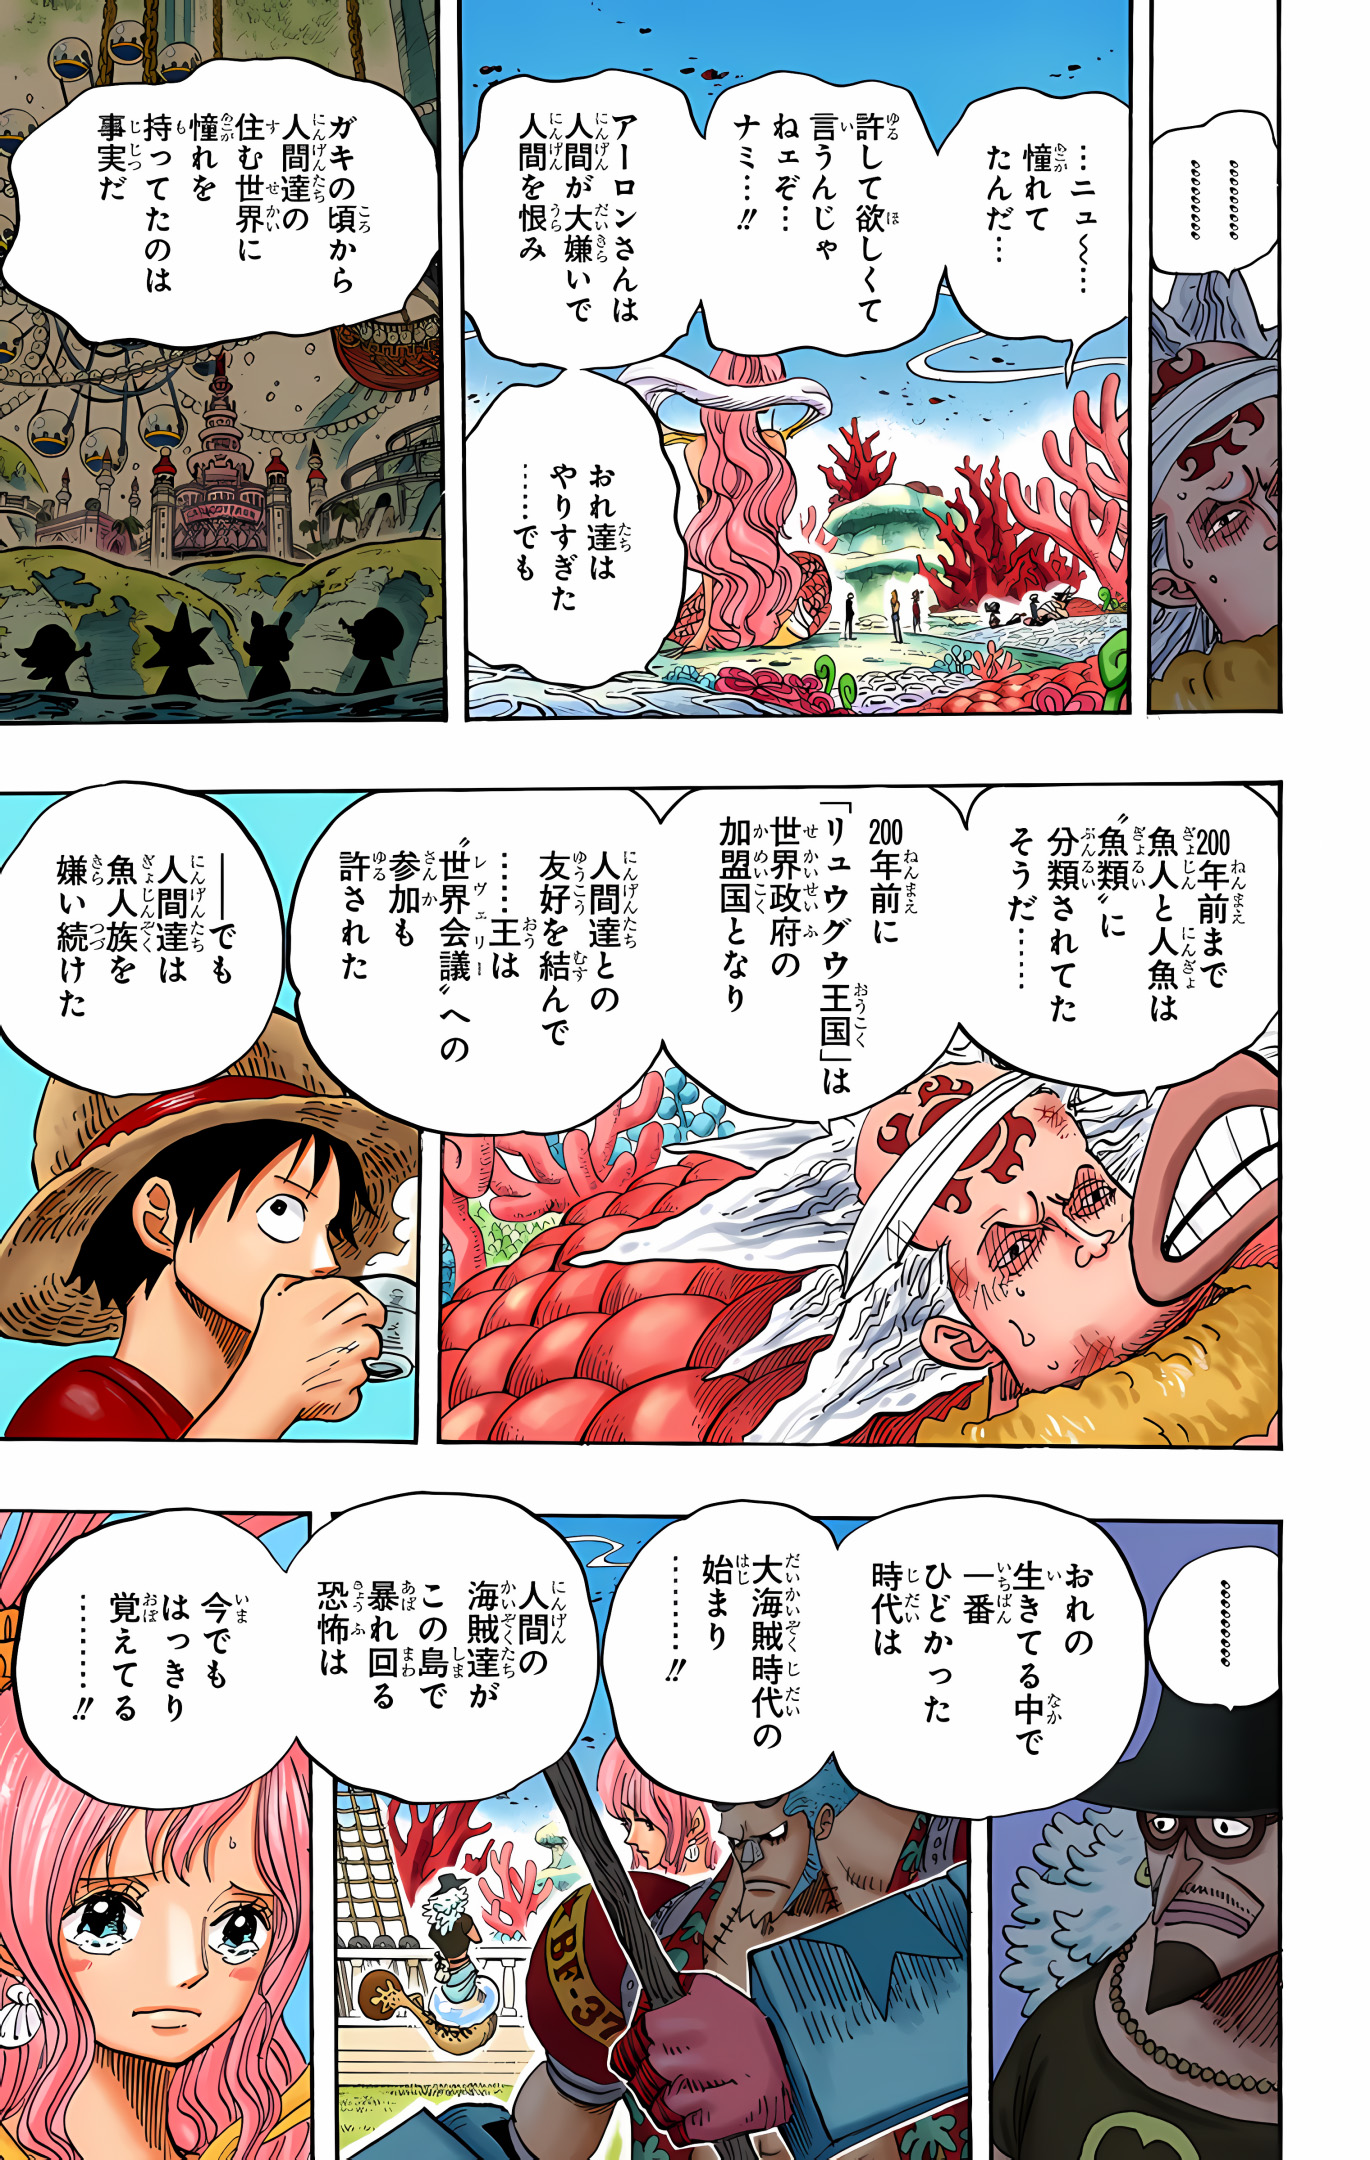 …………
…ニュ〜…
憧れて
たんだ…
許して欲しくて
言うんじゃ
ねェぞ…
ナミ…!!
アーロンさんは
人間が大嫌いで
人間を恨み
おれ達は
やりすぎた
……でも
ガキの頃から
人間達の
住む世界に
憧れを
持ってたのは
事実だ
200年前まで
魚人と人魚は
〝魚類〟に
分類されてた
そうだ………
200年前に
「リュウグウ王国」は
世界政府の
加盟国となり
人間達との
友好を結んで
……王は
〝世界会議〟への
参加も
許された
──でも
人間達は
魚人族を
嫌い続けた
…………
おれの
生きてる中で
一番
ひどかった
時代は
大海賊時代の
始まり
…………!!
人間の
海賊達が
この島で
暴れ回る
恐怖は
今でも
はっきり
覚えてる
…………!!
BF-37